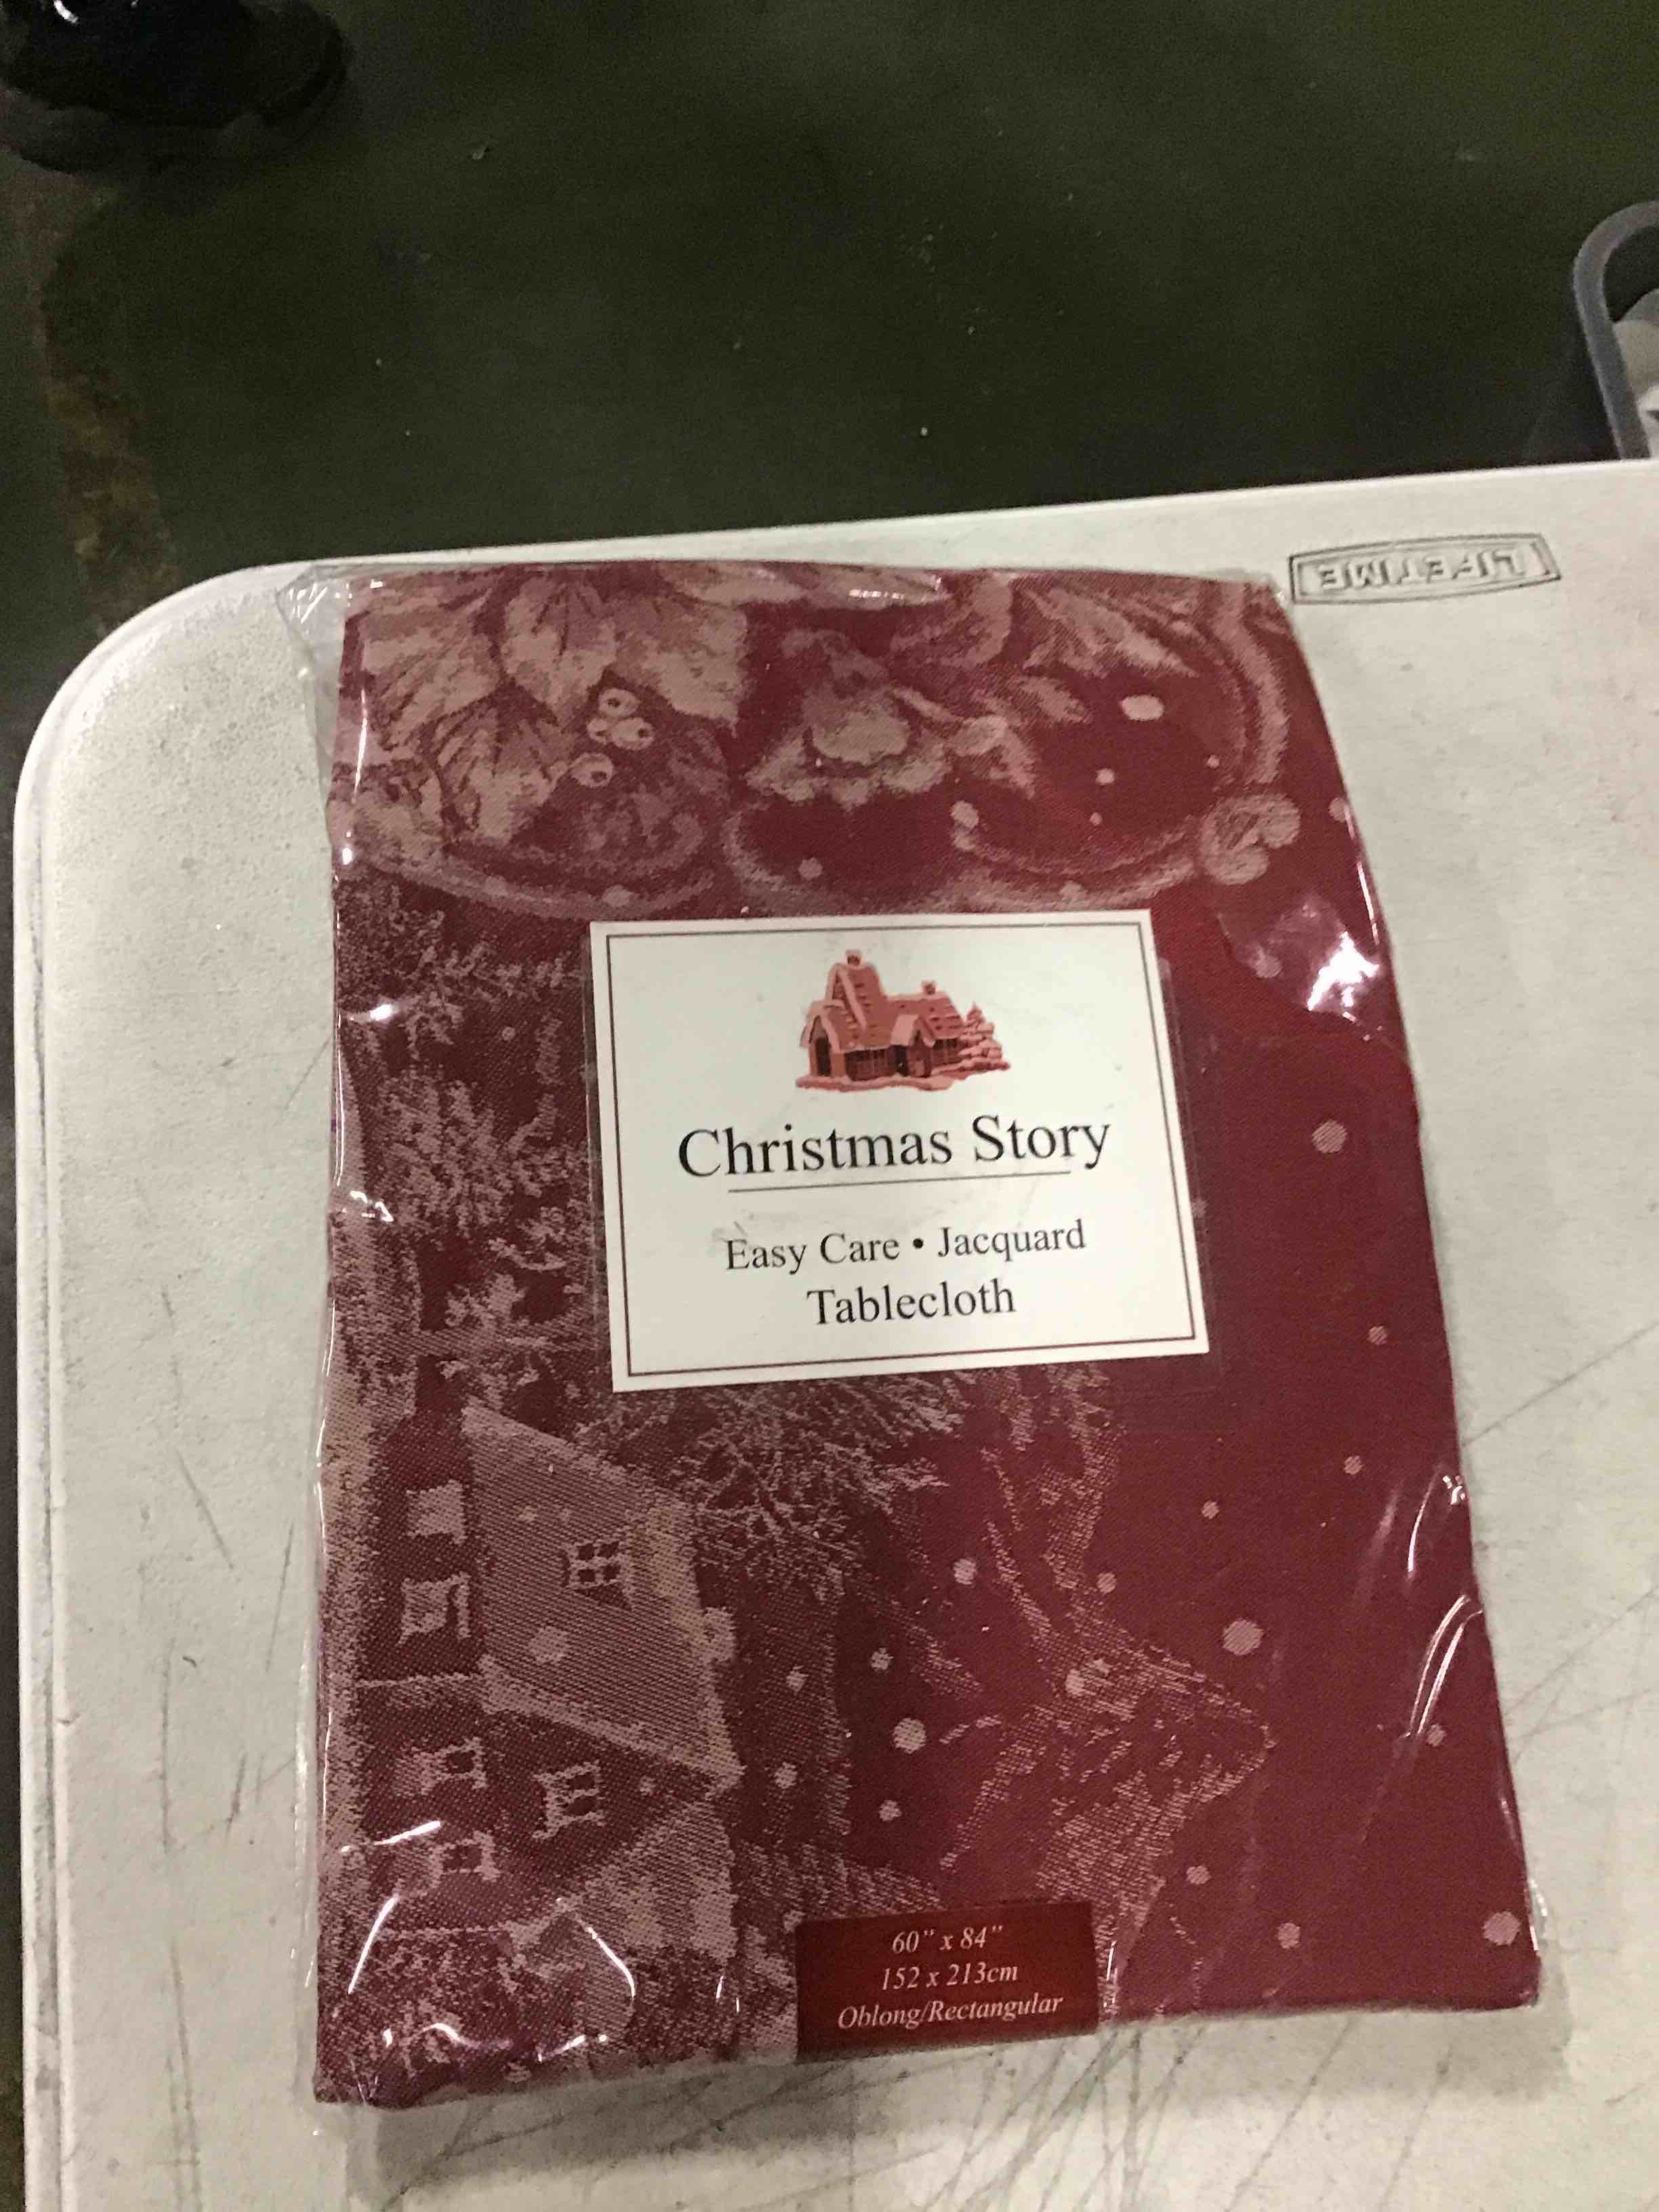 LIFETIME
Christmas Story
Easy Care • Jacquard
Tablecloth
60" x 84"
152 x 213cm
Oblong/Rectangular